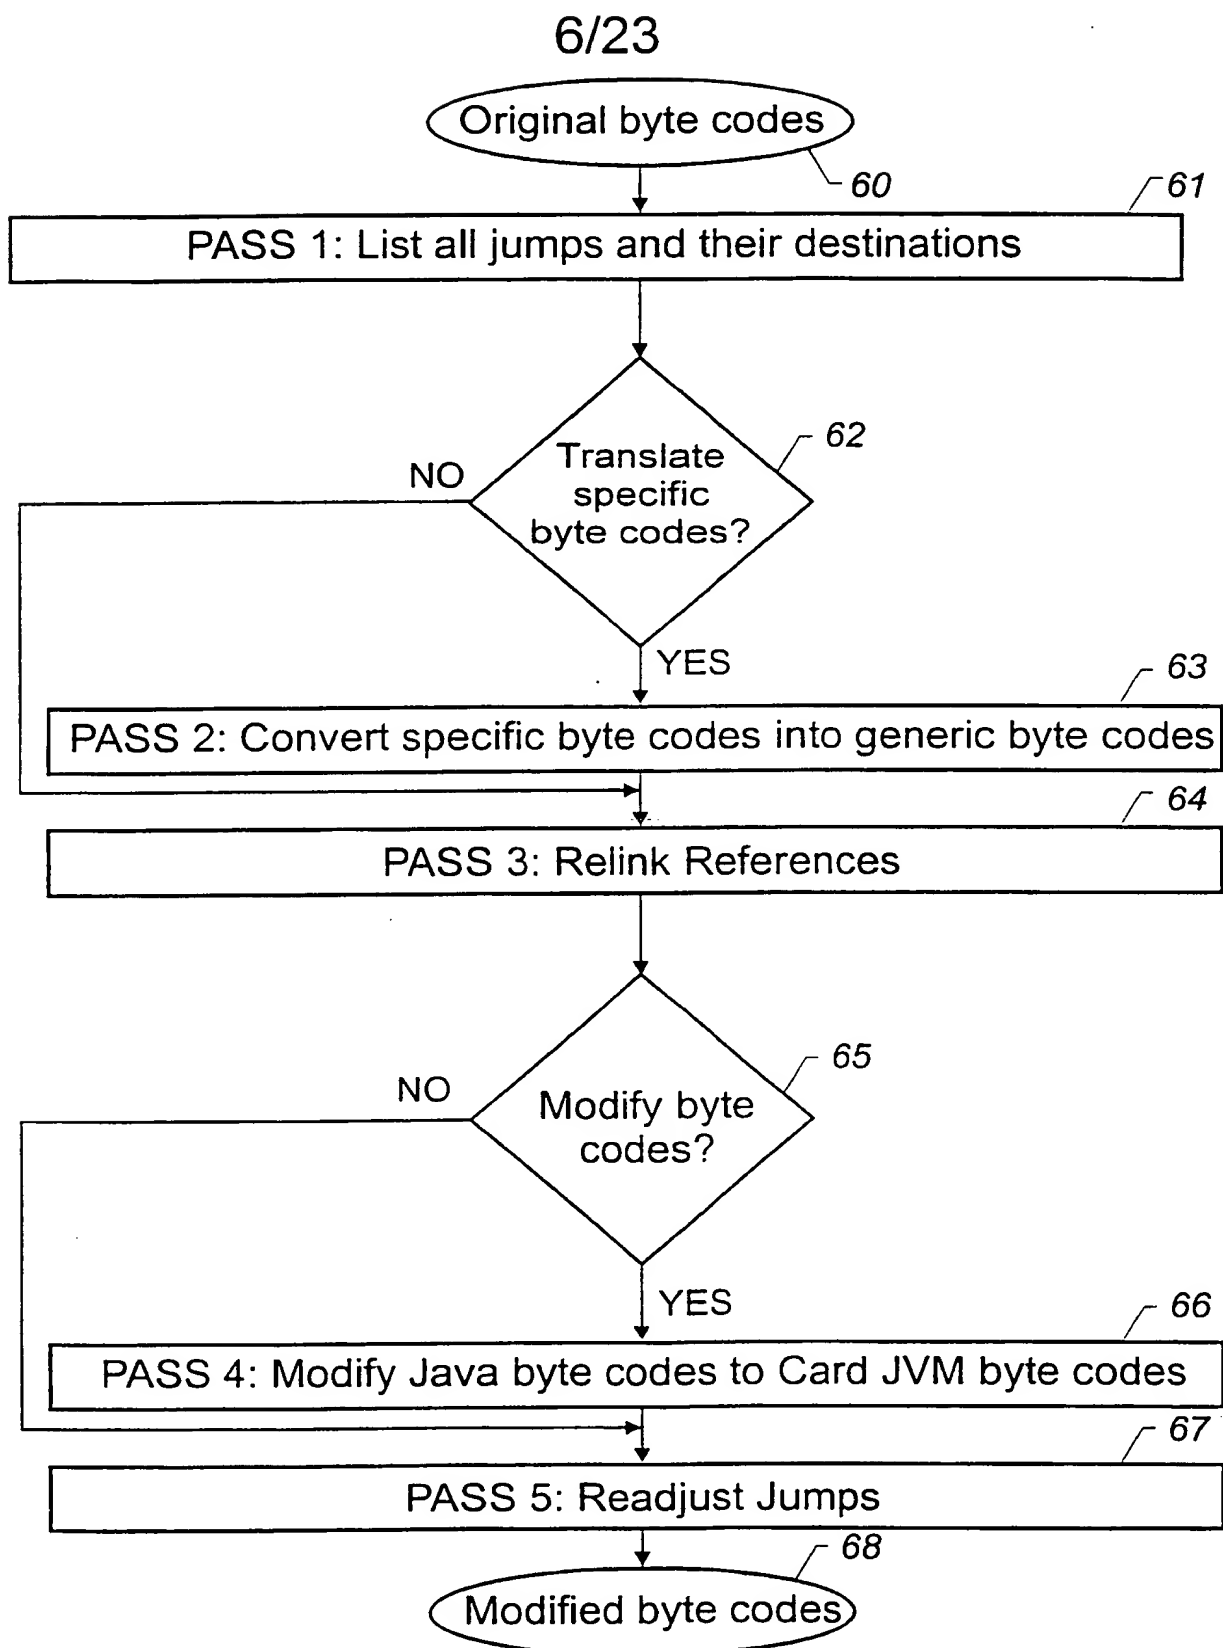 6/23
Original byte codes
60
61
PASS 1: List all jumps and their destinations
62
Translate
specific
byte codes?
NO
YES
63
PASS 2: Convert specific byte codes into generic byte codes
64
PASS 3: Relink References
65
NO
Modify byte
codes?
YES
66
PASS 4: Modify Java byte codes to Card JVM byte codes
67
PASS 5: Readjust Jumps
68
Modified byte codes